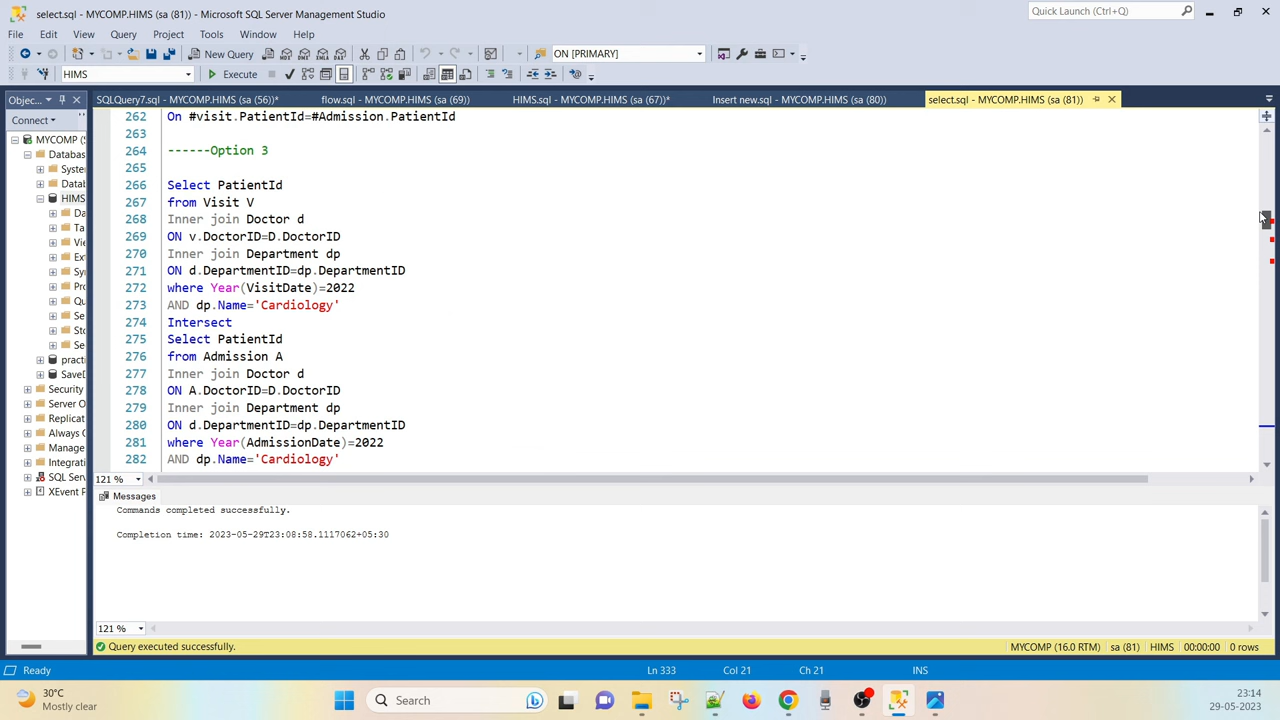 select.sql - MYCOMP.HIMS (sa (81)) - Microsoft SQL Server Management Studio
Quick Launch (Ctrl+Q)
File Edit View Query Project Tools Window Help
New Query MDX DMX XMLA DAX ON [PRIMARY]
HIMS Execute
Objec... SQLQuery7.sql - MYCOMP.HIMS (sa (56))* flow.sql - MYCOMP.HIMS (sa (69)) HIMS.sql - MYCOMP.HIMS (sa (67))* Insert new.sql - MYCOMP.HIMS (sa (80)) select.sql - MYCOMP.HIMS (sa (81))
Connect
MYCOMP (S
Databas
Syste
Datab
HIMS
Da
Ta
Vie
Ext
Sy
Pro
Qu
Se
Sto
Se
practi
SaveD
Security
Server O
Replicat
Always C
Manage
Integrati
SQL Serv
XEvent P
262 On #visit.PatientId=#Admission.PatientId
263
264 ------Option 3
265
266 Select PatientId
267 from Visit V
268 Inner join Doctor d
269 ON v.DoctorID=D.DoctorID
270 Inner join Department dp
271 ON d.DepartmentID=dp.DepartmentID
272 where Year(VisitDate)=2022
273 AND dp.Name='Cardiology'
274 Intersect
275 Select PatientId
276 from Admission A
277 Inner join Doctor d
278 ON A.DoctorID=D.DoctorID
279 Inner join Department dp
280 ON d.DepartmentID=dp.DepartmentID
281 where Year(AdmissionDate)=2022
282 AND dp.Name='Cardiology'
121 %
Messages
Commands completed successfully.
Completion time: 2023-05-29T23:08:58.1117062+05:30
121 %
Query executed successfully. MYCOMP (16.0 RTM) sa (81) HIMS 00:00:00 0 rows
Ready Ln 333 Col 21 Ch 21 INS
30°C
Mostly clear
Search
23:14
29-05-2023